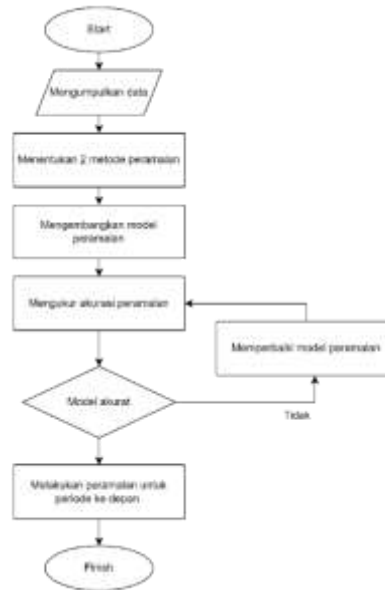 Start
Mengumpulkan data
Menentukan 2 metode peramalan
Mengembangkan model
peramalan
Mengukur akurasi peramalan
Memperbaiki model peramalan
Model akurat
Tidak
Melakukan peramalan untuk
periode ke depan
Finish